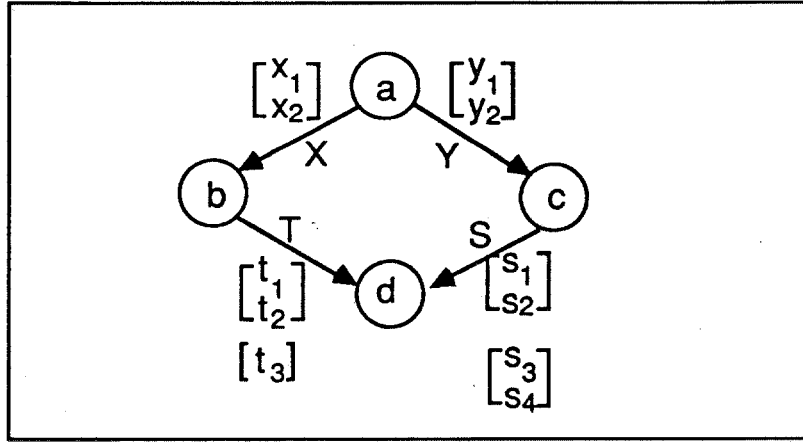 [x1 x2] a [y1 y2]
X Y
b c
T S
[t1 t2] d [s1 s2]
[t3] [s3 s4]